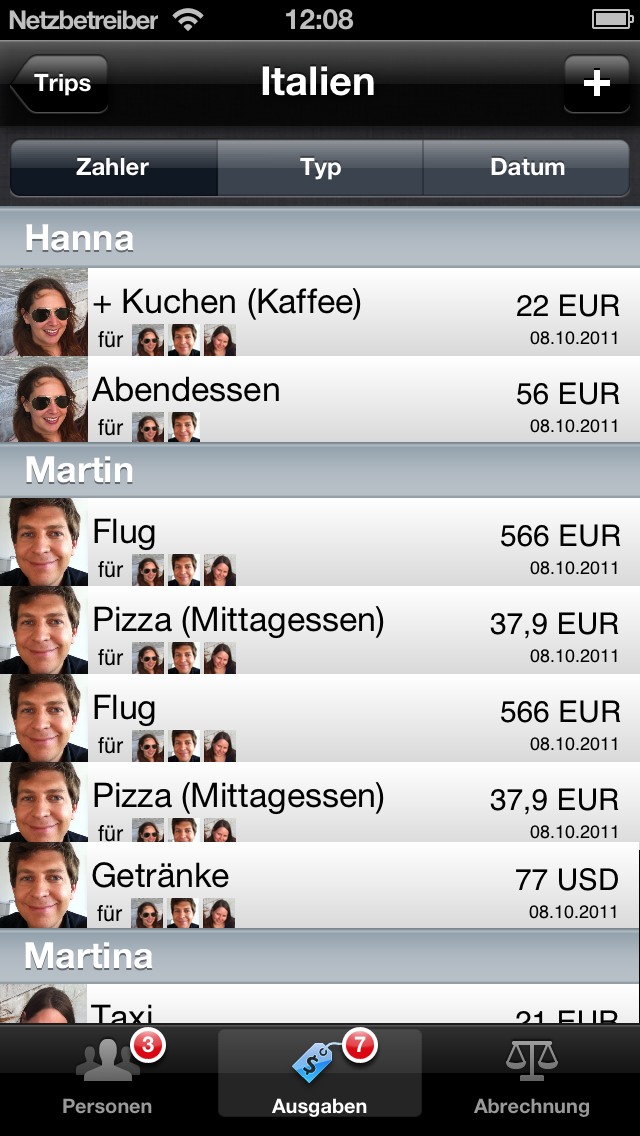 Netzbetreiber 12:08
Trips Italien +
Zahler Typ Datum
Hanna
+ Kuchen (Kaffee) 22 EUR
für 08.10.2011
Abendessen 56 EUR
für 08.10.2011
Martin
Flug 566 EUR
für 08.10.2011
Pizza (Mittagessen) 37,9 EUR
für 08.10.2011
Flug 566 EUR
für 08.10.2011
Pizza (Mittagessen) 37,9 EUR
für 08.10.2011
Getränke 77 USD
für 08.10.2011
Martina
Taxi 21 EUR
3 $ 7
Personen Ausgaben Abrechnung